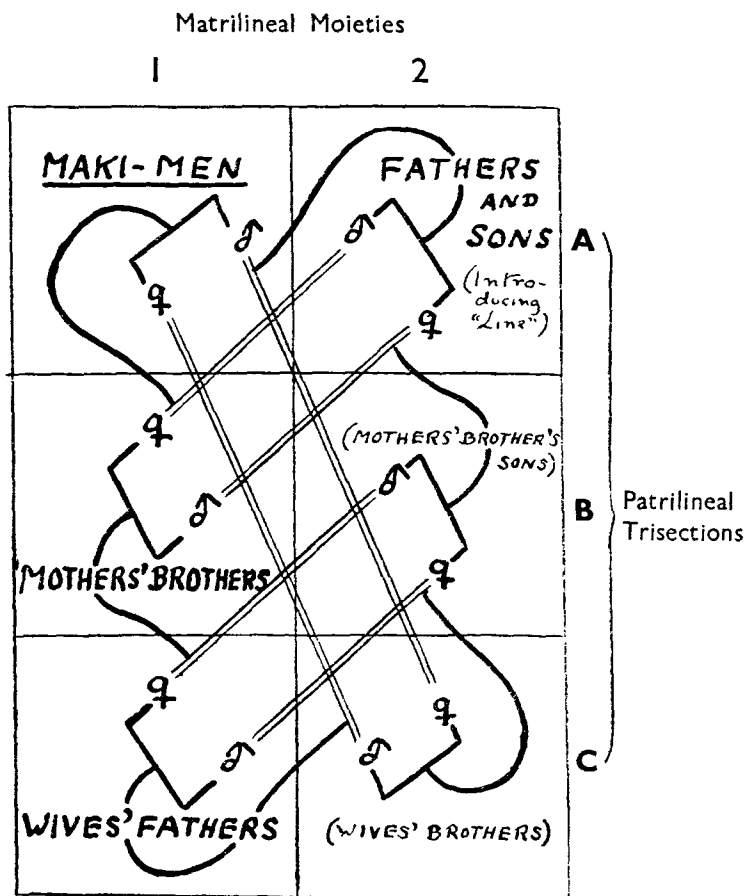 Matrilineal Moieties
1 2
MAKI-MEN
FATHERS
AND
SONS
(Intro-
ducing
"Line")
A
(MOTHERS' BROTHER'S
SONS)
B
Patrilineal
Trisections
'MOTHERS' BROTHERS
C
WIVES' FATHERS
(WIVES' BROTHERS)